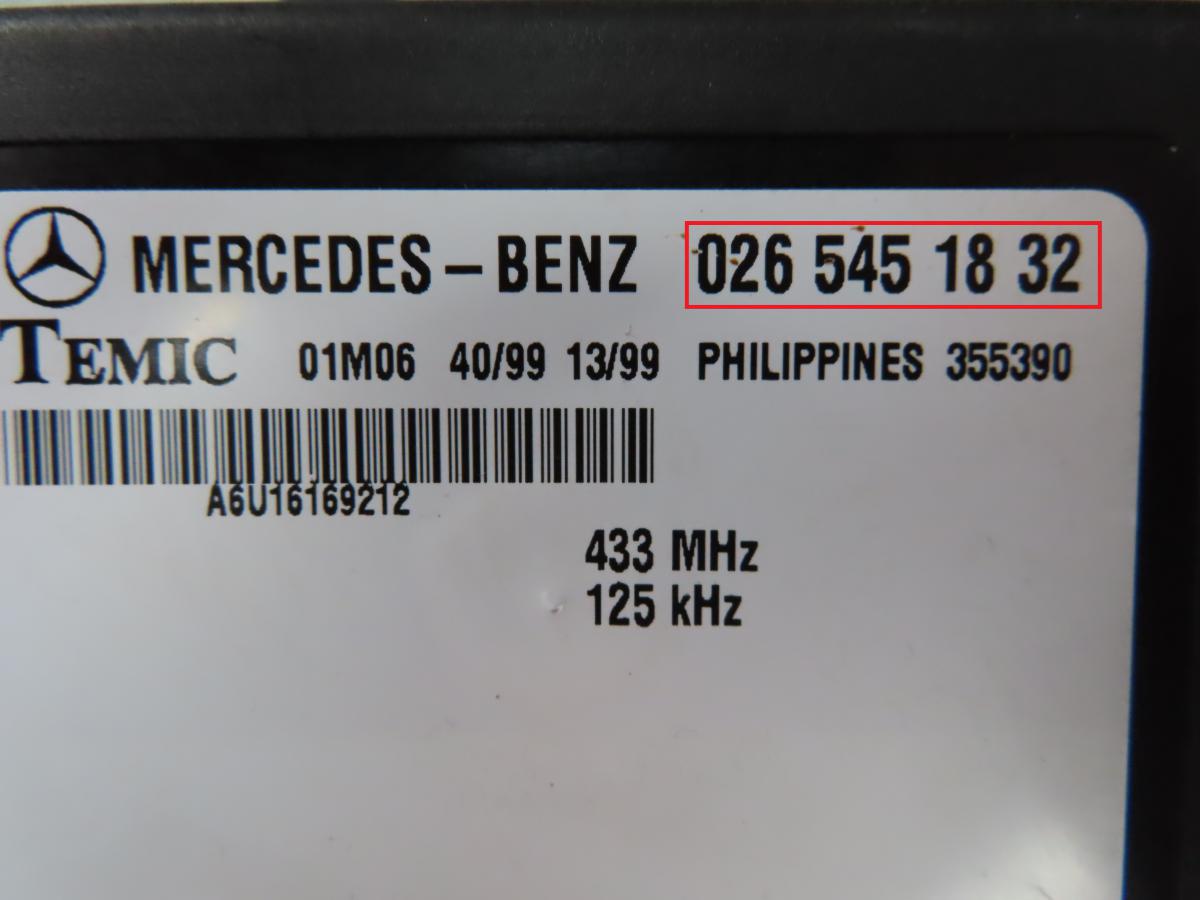 MERCEDES-BENZ 026 545 18 32
TEMIC 01M06 40/99 13/99 PHILIPPINES 355390
A6U16169212
433 MHz
125 kHz